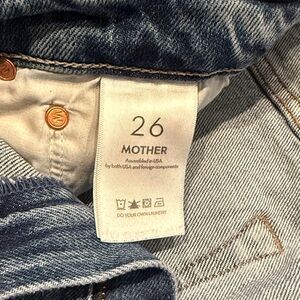 26
MOTHER
Assembled in USA
by both USA and foreign components
DO YOUR OWN LAUNDRY